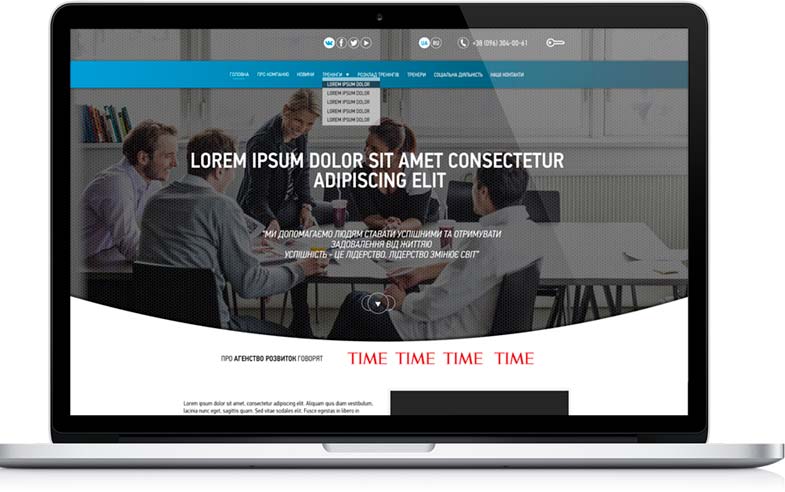 UA RU +38 (096) 304-00-61
ГОЛОВНА ПРО КОМПАНІЮ НОВИНИ ТРЕНІНГИ РОЗКЛАД ТРЕНІНГІВ ТРЕНЕРИ СОЦІАЛЬНА ДІЯЛЬНІСТЬ НАШІ КОНТАКТИ
LOREM IPSUM DOLOR
LOREM IPSUM DOLOR
LOREM IPSUM DOLOR
LOREM IPSUM DOLOR
LOREM IPSUM DOLOR
LOREM IPSUM DOLOR SIT AMET CONSECTETUR
ADIPISCING ELIT
"МИ ДОПОМАГАЄМО ЛЮДЯМ СТАВАТИ УСПІШНИМИ ТА ОТРИМУВАТИ
ЗАДОВАЛЕННЯ ВІД ЖИТТЯЮ
УСПІШНІСТЬ - ЦЕ ЛІДЕРСТВО. ЛІДЕРСТВО ЗМІНЮЄ СВІТ"
ПРО АГЕНСТВО РОЗВИТОК ГОВОРЯТ TIME TIME TIME TIME
Lorem ipsum dolor sit amet, consectetur adipiscing elit. Aliquam quis diam vestibulum,
lacinia nunc eget, sagittis quam. Sed vitae sodales elit. Fusce egestas in libero in